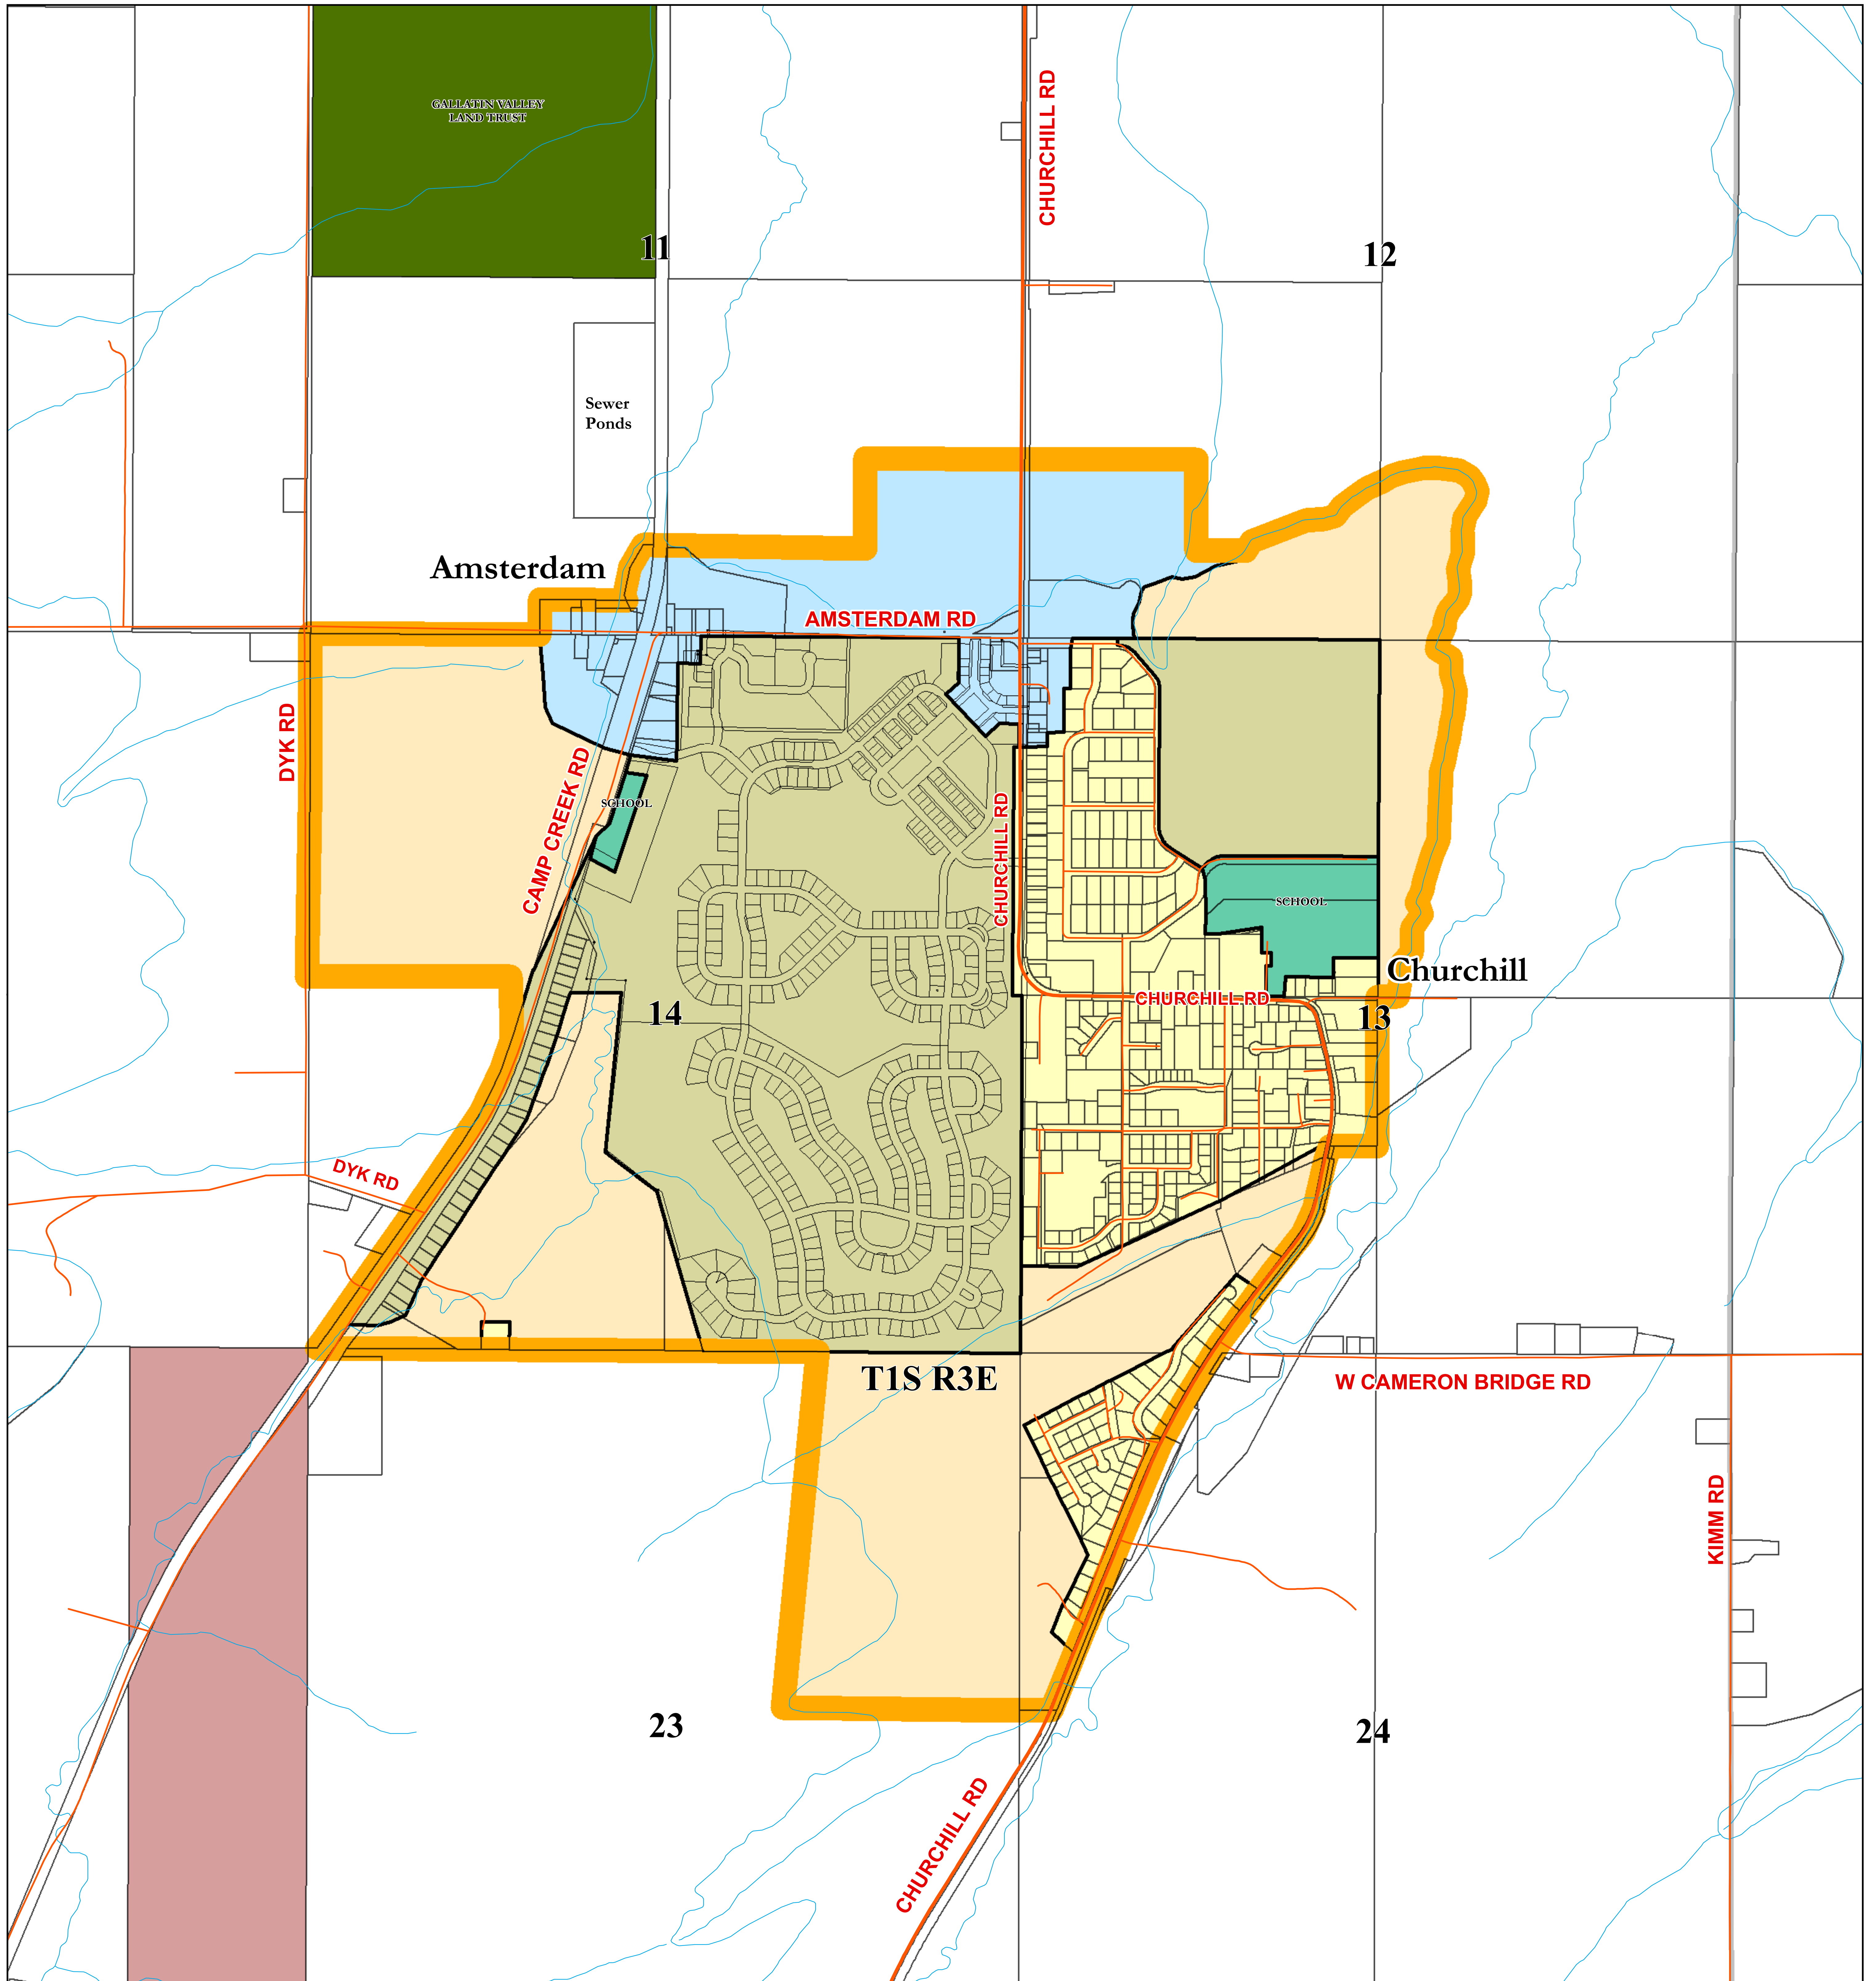 GALLATIN VALLEY
LAND TRUST
CHURCHILL RD
11
12
Sewer
Ponds
Amsterdam
AMSTERDAM RD
DYK RD
CAMP CREEK RD
SCHOOL
CHURCHILL RD
SCHOOL
Churchill
CHURCHILL RD
14
13
DYK RD
T1S R3E
W CAMERON BRIDGE RD
KIMM RD
23
24
CHURCHILL RD